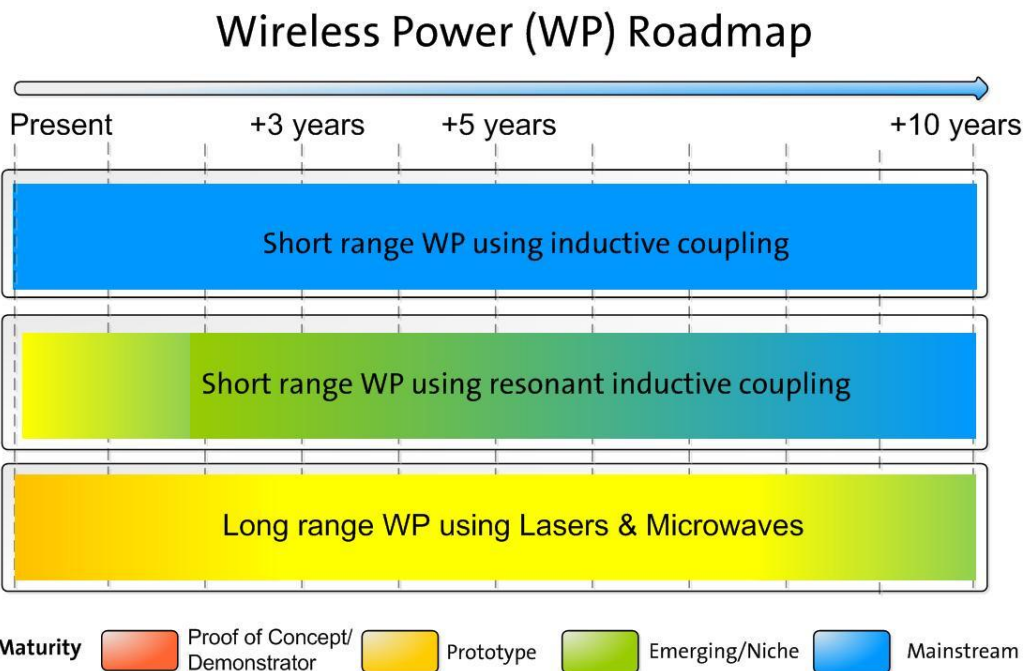 Wireless Power (WP) Roadmap
Present +3 years +5 years +10 years
Short range WP using inductive coupling
Short range WP using resonant inductive coupling
Long range WP using Lasers & Microwaves
Maturity Proof of Concept/
Demonstrator Prototype Emerging/Niche Mainstream